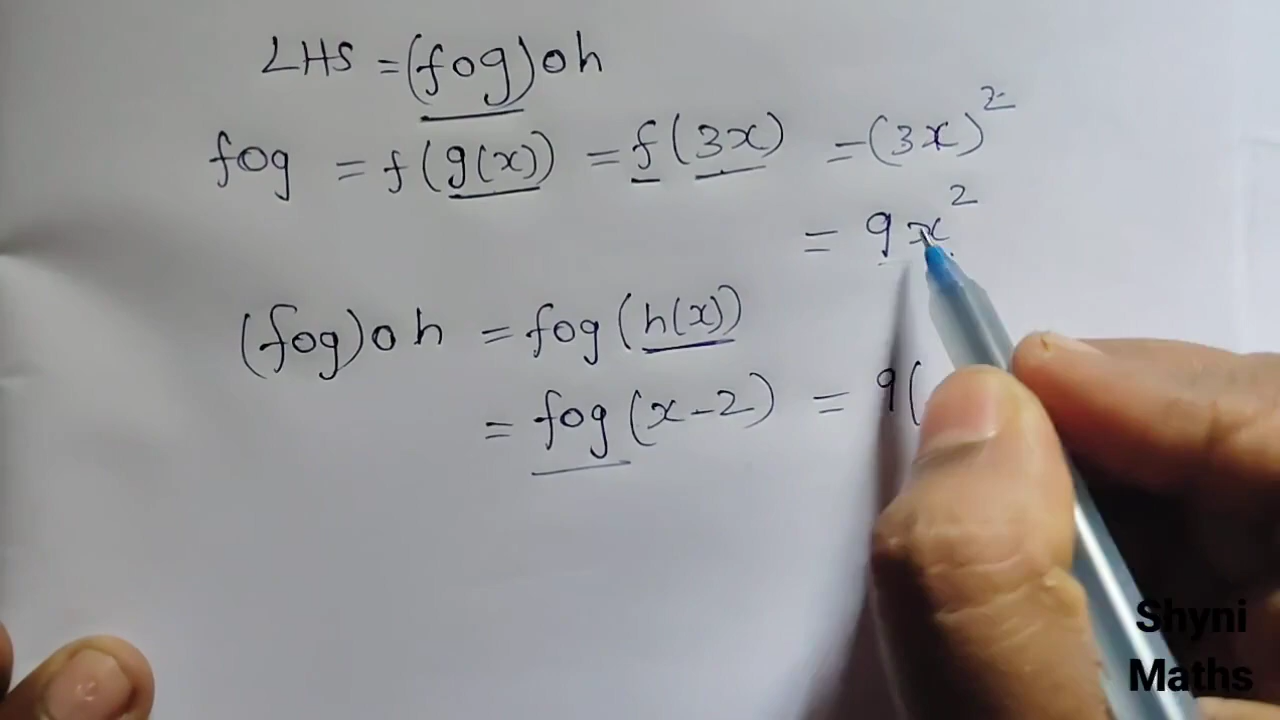 LHS = (fog)oh
fog = f(g(x)) = f(3x) = (3x)²
= 9x²
(fog)oh = fog(h(x))
= fog(x-2) = 9(
Shyni
Maths